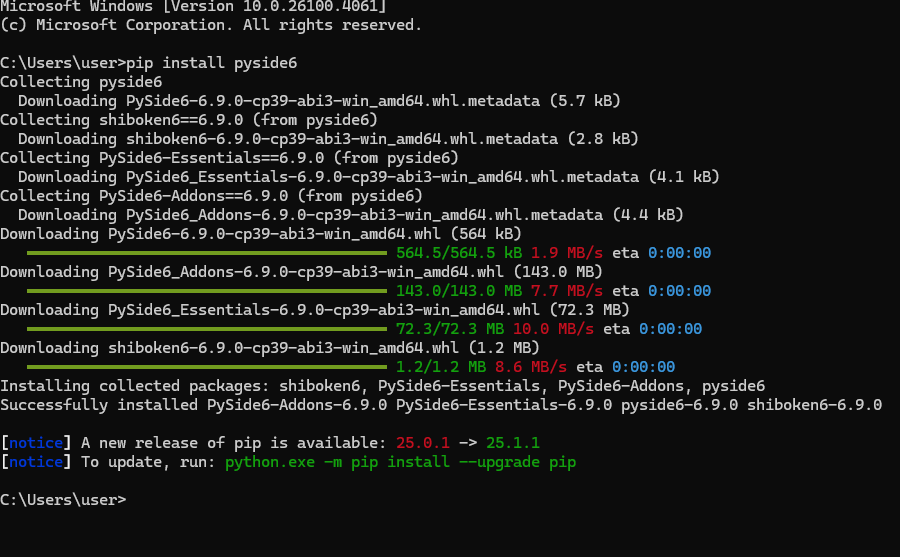 Microsoft Windows [Version 10.0.26100.4061]
(c) Microsoft Corporation. All rights reserved.
C:\Users\user>pip install pyside6
Collecting pyside6
Downloading PySide6-6.9.0-cp39-abi3-win_amd64.whl.metadata (5.7 kB)
Collecting shiboken6==6.9.0 (from pyside6)
Downloading shiboken6-6.9.0-cp39-abi3-win_amd64.whl.metadata (2.8 kB)
Collecting PySide6-Essentials==6.9.0 (from pyside6)
Downloading PySide6_Essentials-6.9.0-cp39-abi3-win_amd64.whl.metadata (4.1 kB)
Collecting PySide6-Addons==6.9.0 (from pyside6)
Downloading PySide6_Addons-6.9.0-cp39-abi3-win_amd64.whl.metadata (4.4 kB)
Downloading PySide6-6.9.0-cp39-abi3-win_amd64.whl (564 kB)
564.5/564.5 kB 1.9 MB/s eta 0:00:00
Downloading PySide6_Addons-6.9.0-cp39-abi3-win_amd64.whl (143.0 MB)
143.0/143.0 MB 7.7 MB/s eta 0:00:00
Downloading PySide6_Essentials-6.9.0-cp39-abi3-win_amd64.whl (72.3 MB)
72.3/72.3 MB 10.0 MB/s eta 0:00:00
Downloading shiboken6-6.9.0-cp39-abi3-win_amd64.whl (1.2 MB)
1.2/1.2 MB 8.6 MB/s eta 0:00:00
Installing collected packages: shiboken6, PySide6-Essentials, PySide6-Addons, pyside6
Successfully installed PySide6-Addons-6.9.0 PySide6-Essentials-6.9.0 pyside6-6.9.0 shiboken6-6.9.0
[notice] A new release of pip is available: 25.0.1 -> 25.1.1
[notice] To update, run: python.exe -m pip install --upgrade pip
C:\Users\user>